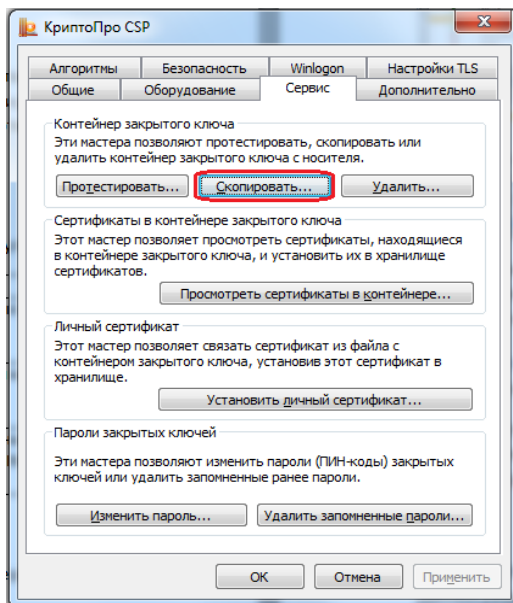 КриптоПро CSP
Алгоритмы Безопасность Winlogon Настройки TLS
Общие Оборудование Сервис Дополнительно
Контейнер закрытого ключа
Эти мастера позволяют протестировать, скопировать или
удалить контейнер закрытого ключа с носителя.
Протестировать... Скопировать... Удалить...
Сертификаты в контейнере закрытого ключа
Этот мастер позволяет просмотреть сертификаты, находящиеся
в контейнере закрытого ключа, и установить их в хранилище
сертификатов.
Просмотреть сертификаты в контейнере...
Личный сертификат
Этот мастер позволяет связать сертификат из файла с
контейнером закрытого ключа, установив этот сертификат в
хранилище.
Установить личный сертификат...
Пароли закрытых ключей
Эти мастера позволяют изменить пароли (ПИН-коды) закрытых
ключей или удалить запомненные ранее пароли.
Изменить пароль... Удалить запомненные пароли...
ОК Отмена Применить